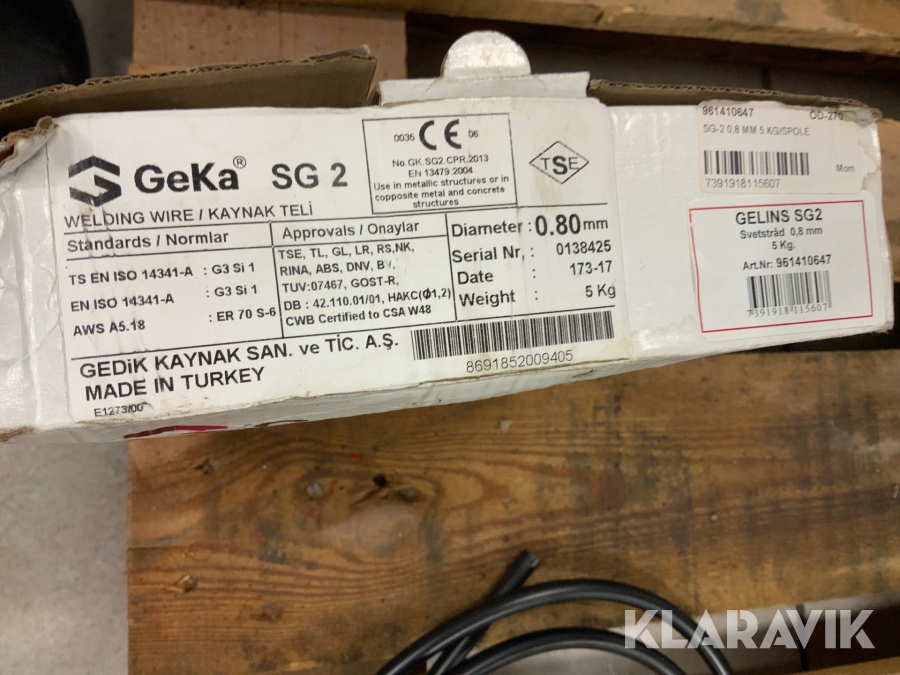 GeKa® SG 2
WELDING WIRE / KAYNAK TELİ
Standards / Normlar
TS EN ISO 14341-A : G3 Si 1
EN ISO 14341-A : G3 Si 1
AWS A5.18 : ER 70 S-6
0035 CE 06
No.GK.SG2.CPR.2013
EN 13479:2004
Use in metallic structures or in
copposite metal and concrete
structures
TSE
Approvals / Onaylar
TSE, TL, GL, LR, RS,NK,
RINA, ABS, DNV, BV,
TUV:07467, GOST-R,
DB : 42.110.01/01, HAKC(Φ1,2)
CWB Certified to CSA W48
Diameter : 0.80mm
Serial Nr. : 0138425
Date : 173-17
Weight : 5 Kg
GEDİK KAYNAK SAN. ve TİC. A.Ş.
MADE IN TURKEY
E1273/00
8691852009405
961410647 OD-270
SG-2 0,8 MM 5 KG/SPOLE
Mom
7391918115607
GELINS SG2
Svetstråd 0,8 mm
5 Kg.
Art.Nr: 961410647
7391918115607
KLARAVIK